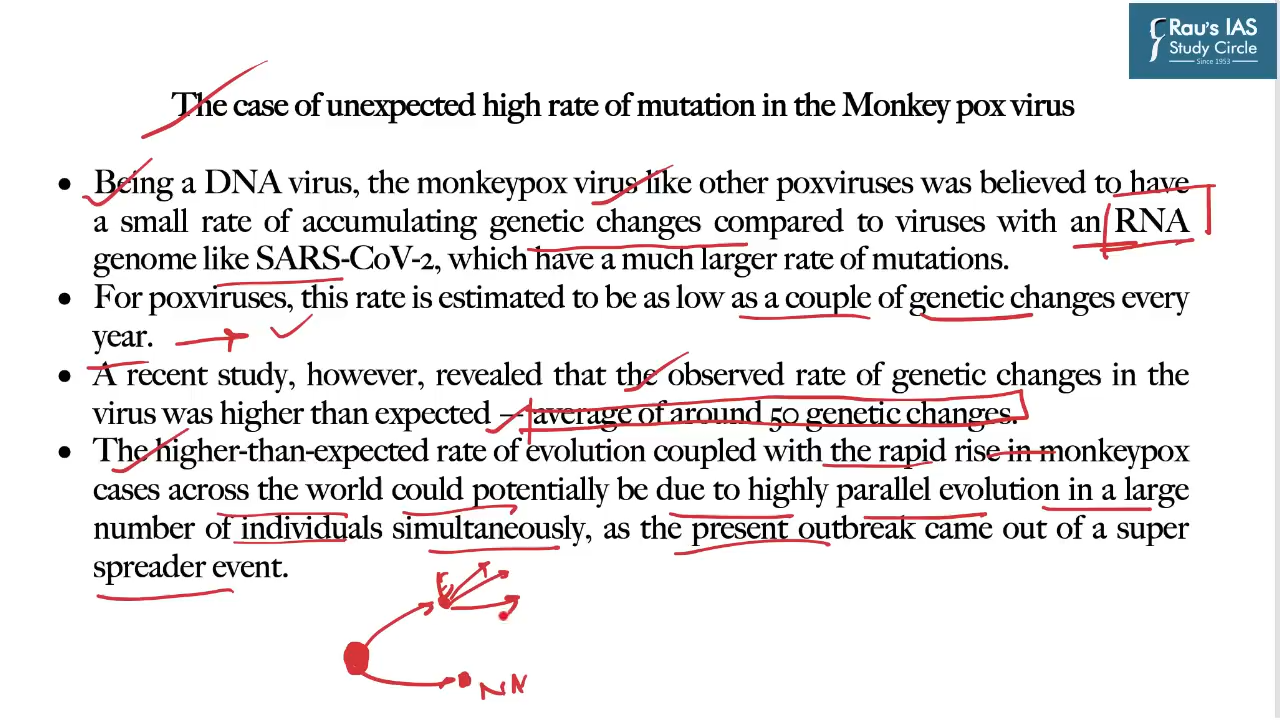 Rau's IAS
Study Circle
Since 1953
The case of unexpected high rate of mutation in the Monkey pox virus
• Being a DNA virus, the monkeypox virus like other poxviruses was believed to have
a small rate of accumulating genetic changes compared to viruses with an RNA
genome like SARS-CoV-2, which have a much larger rate of mutations.
• For poxviruses, this rate is estimated to be as low as a couple of genetic changes every
year.
• A recent study, however, revealed that the observed rate of genetic changes in the
virus was higher than expected – average of around 50 genetic changes.
• The higher-than-expected rate of evolution coupled with the rapid rise in monkeypox
cases across the world could potentially be due to highly parallel evolution in a large
number of individuals simultaneously, as the present outbreak came out of a super
spreader event.